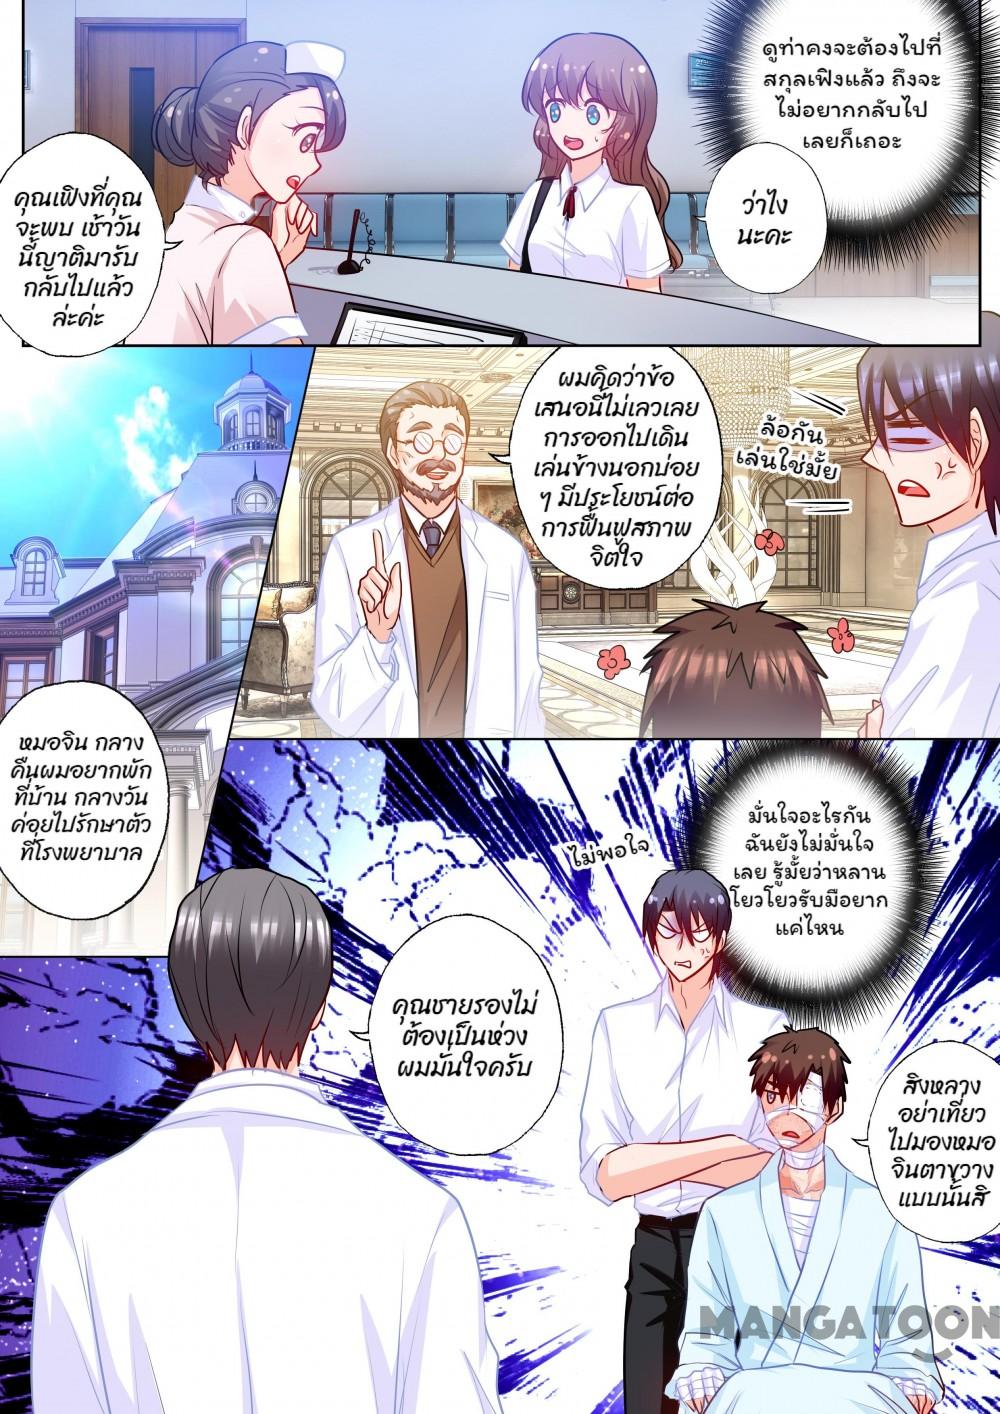 ดูท่าคงจะต้องไปที่
สกุลเฟิงแล้ว ถึงจะ
ไม่อยากกลับไป
เลยก็เถอะ
ว่าไง
นะคะ
คุณเฟิงที่คุณ
จะพบ เช้าวัน
นี้ญาติมารับ
กลับไปแล้ว
ล่ะค่ะ
ผมคิดว่าข้อ
เสนอนี้ไม่เลวเลย
การออกไปเดิน
เล่นข้างนอกบ่อย
ๆ มีประโยชน์ต่อ
การฟื้นฟูสภาพ
จิตใจ
ล้อกัน
เล่นใช่มั้ย
หมอจิน กลาง
คืนผมอยากพัก
ที่บ้าน กลางวัน
ค่อยไปรักษาตัว
ที่โรงพยาบาล
มั่นใจอะไรกัน
ฉันยังไม่มั่นใจ
เลย รู้มั้ยว่าหลาน
โยวโยวรับมือยาก
แค่ไหน
ไม่พอใจ
คุณชายรองไม่
ต้องเป็นห่วง
ผมมั่นใจครับ
สิงหลาง
อย่าเที่ยว
ไปมองหมอ
จินตาขวาง
แบบนั้นสิ
MANGATOON